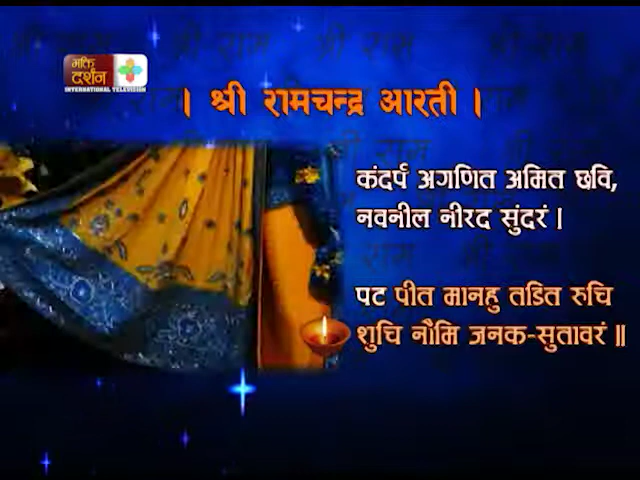 भक्ति
दर्शन
INTERNATIONAL TELEVISION
। श्री रामचन्द्र आरती ।
कंदर्प अगणित अमित छवि,
नवनील नीरद सुंदरं ।
पट पीत मानहु तडित रुचि
शुचि नौमि जनक-सुतावरं ॥